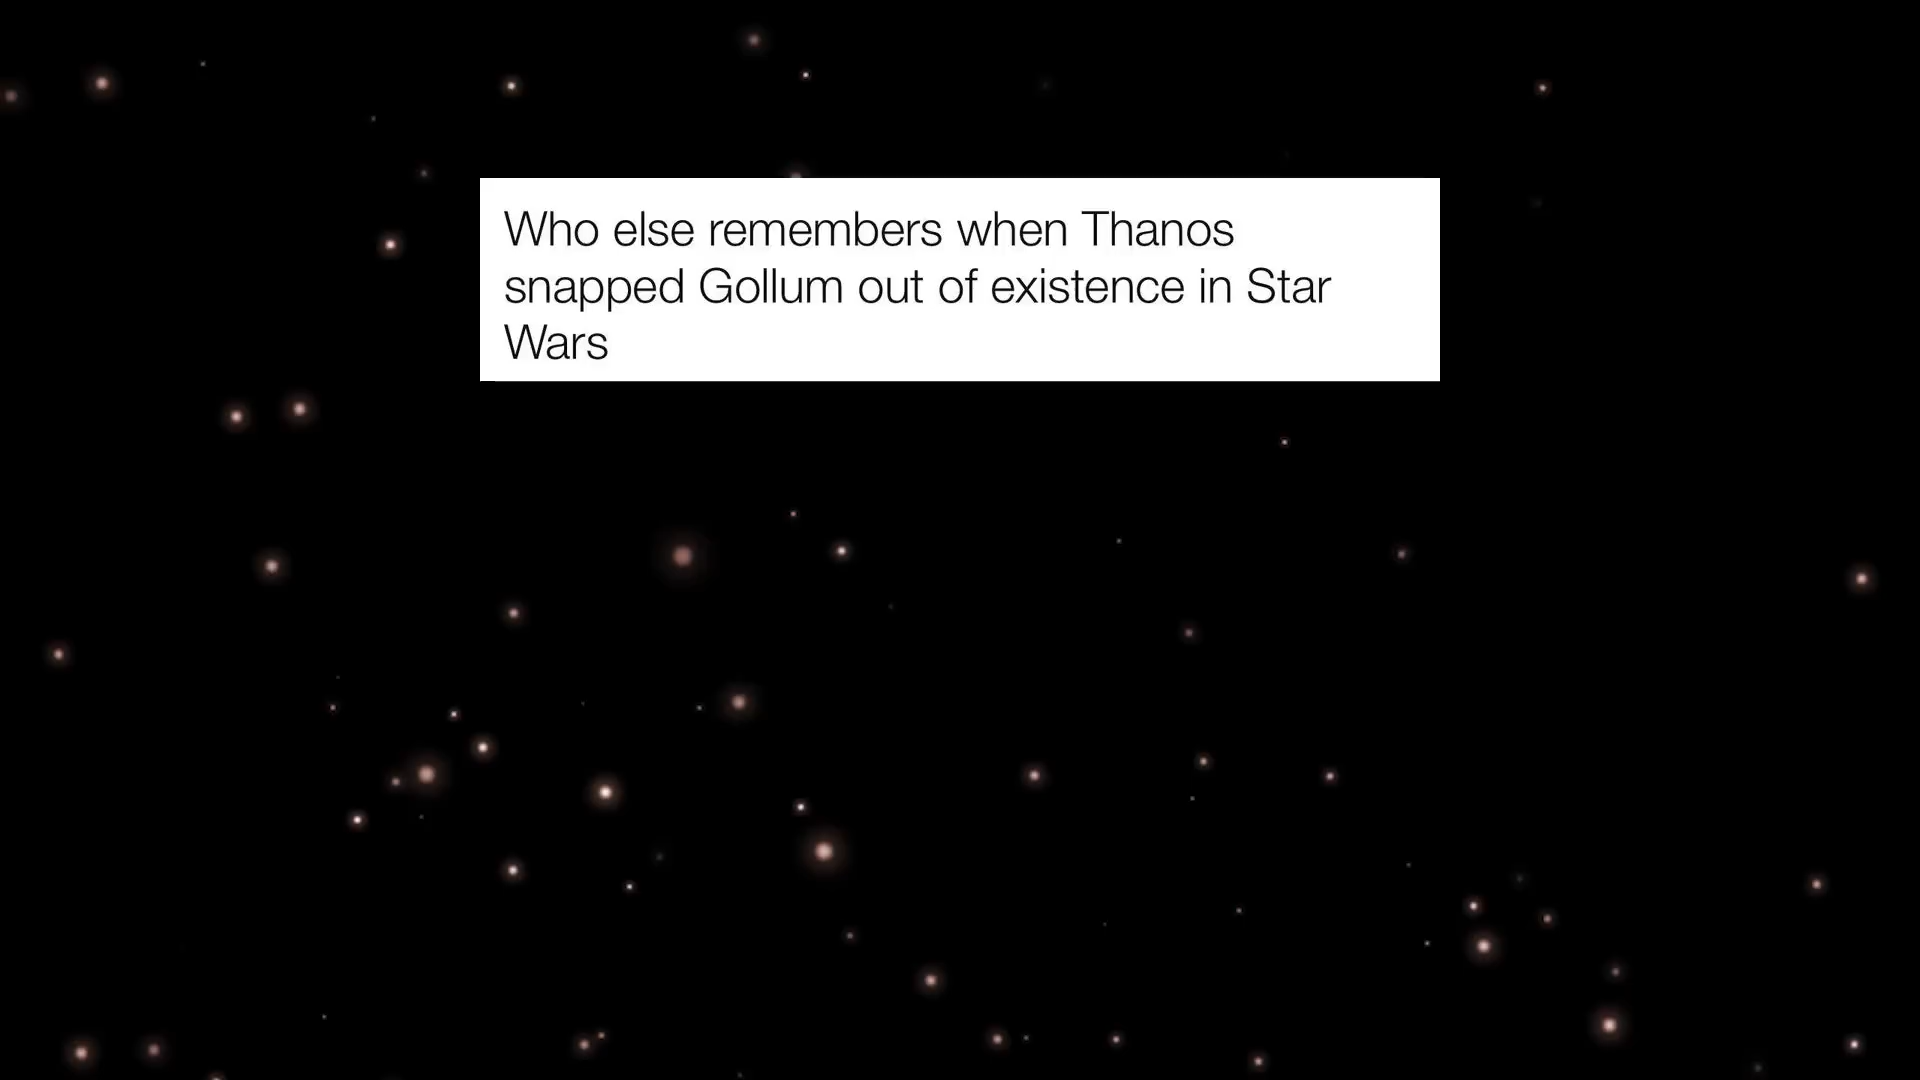 Who else remembers when Thanos
snapped Gollum out of existence in Star
Wars